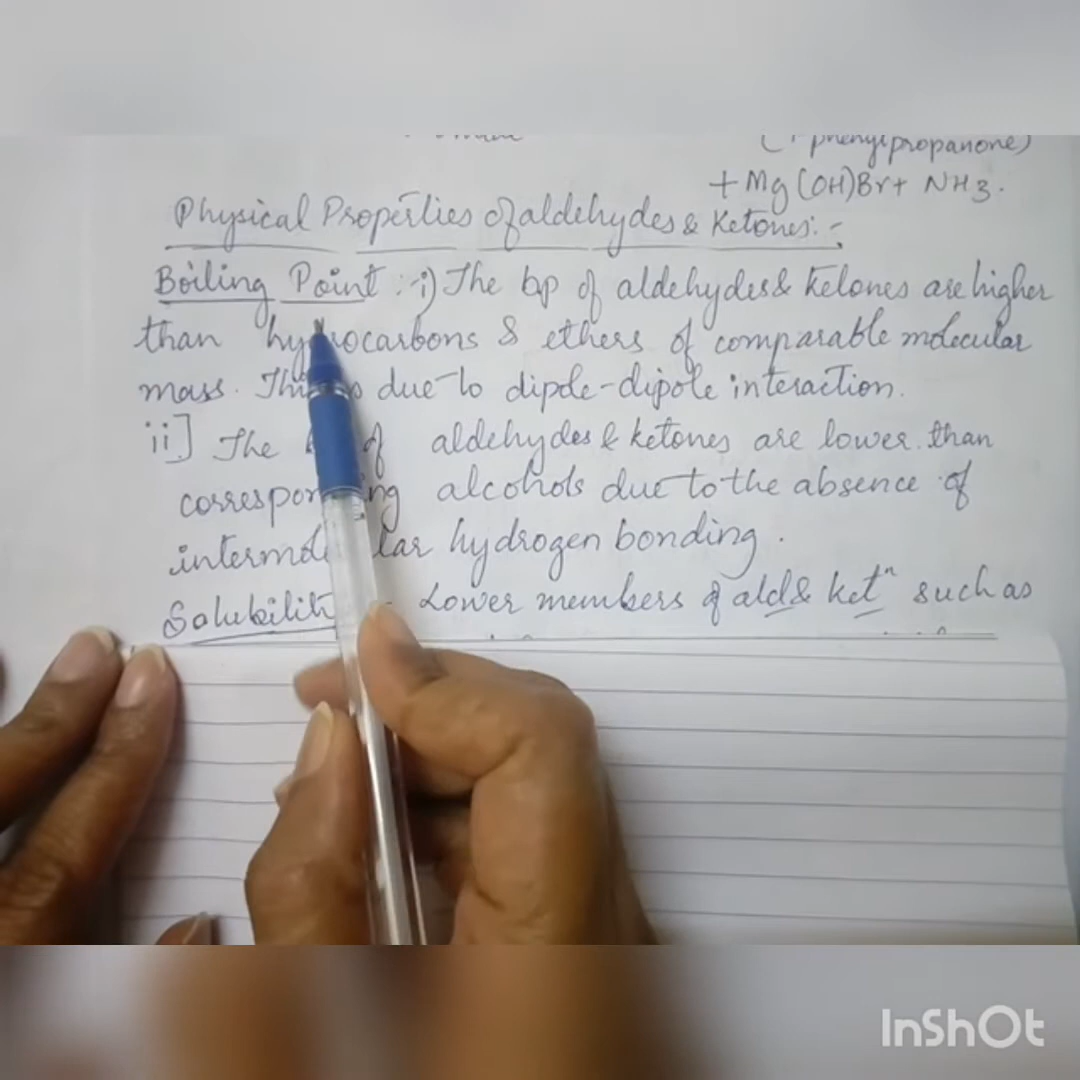 (1-phenylpropanone)
+ Mg(OH)Br + NH3.
Physical Properties of aldehydes & Ketones:-
Boiling Point :- i) The bp of aldehydes & Ketones are higher
than hydrocarbons & ethers of comparable molecular
mass. This is due to dipole-dipole interaction.
ii] The of aldehydes & ketones are lower than
corresponding alcohols due to the absence of
intermolecular hydrogen bonding.
Solubility - Lower members of ald & ketⁿ such as
InShOt